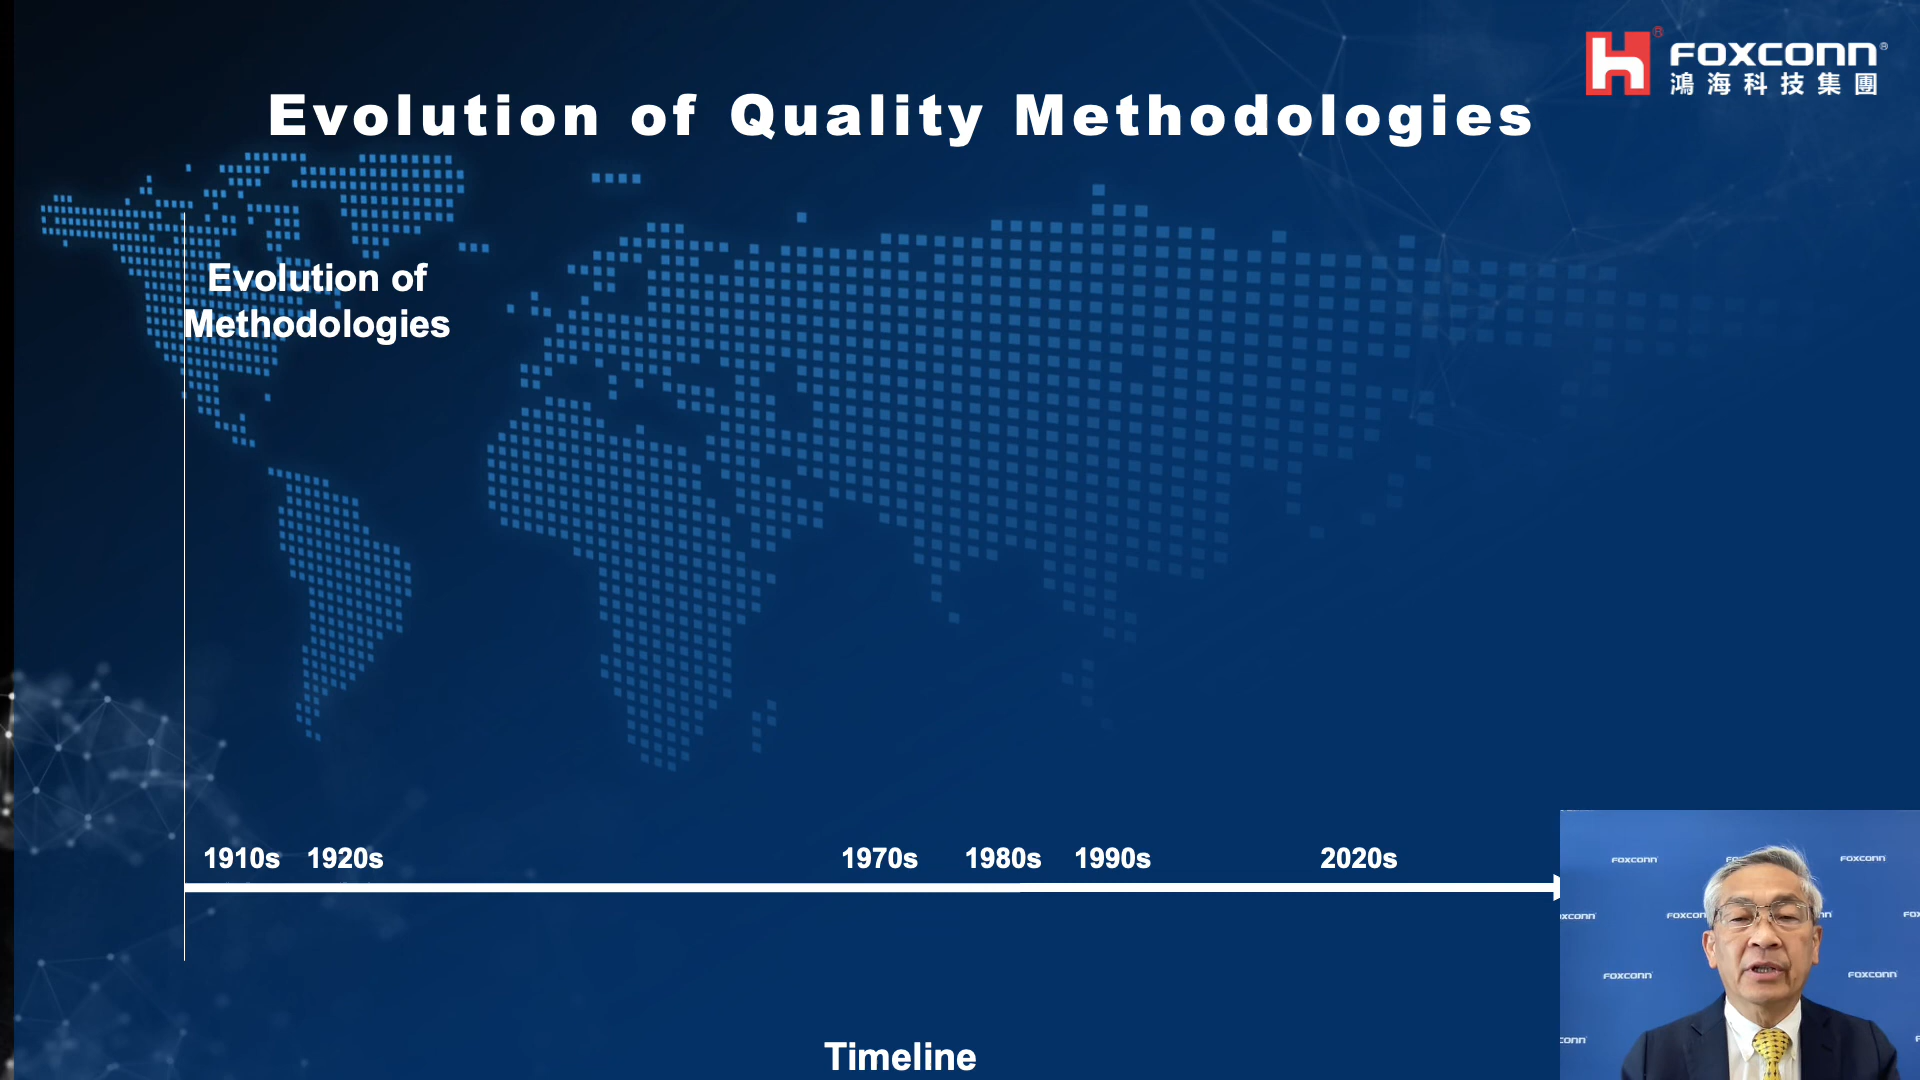 FOXCONN®
鴻海科技集團
Evolution of Quality Methodologies
Evolution of
Methodologies
1910s 1920s 1970s 1980s 1990s 2020s
Timeline
FOXCONN
FOXCONN
FOXCONN
FOXCONN